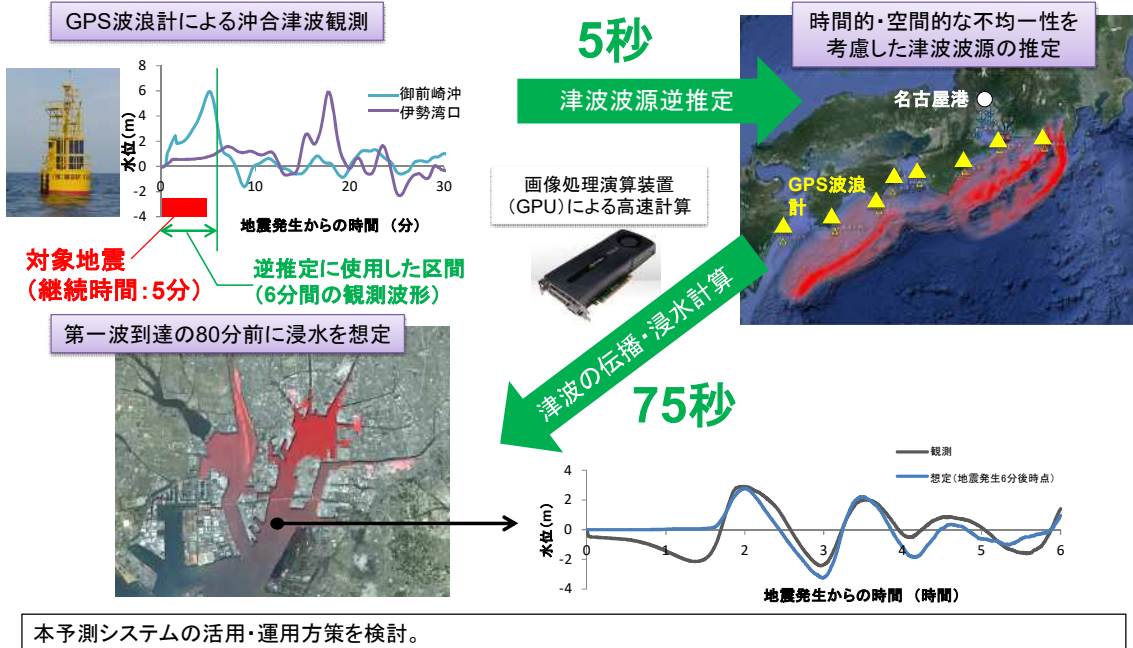 GPS波浪計による沖合津波観測
5秒
時間的・空間的な不均一性を
考慮した津波波源の推定
水位(m)
8
6
4
2
0
-2
-4
10
20
30
御前崎沖
伊勢湾口
地震発生からの時間 (分)
対象地震
(継続時間:5分)
逆推定に使用した区間
(6分間の観測波形)
津波波源逆推定
画像処理演算装置
(GPU)による高速計算
名古屋港
GPS波浪
計
第一波到達の80分前に浸水を想定
津波の伝播・浸水計算
75秒
観測
想定(地震発生6分後時点)
水位(m)
4
2
0
-2
-4
0
1
2
3
4
5
6
地震発生からの時間 (時間)
本予測システムの活用・運用方策を検討。